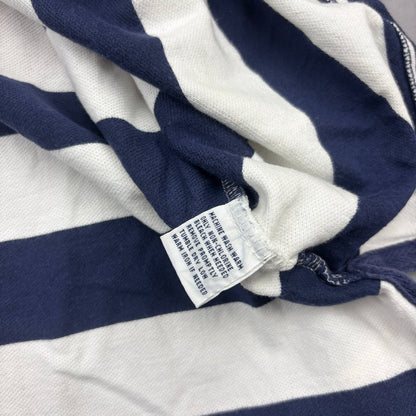 MACHINE WASH WARM
ONLY NON-CHLORINE
BLEACH WHEN NEEDED
REMOVE PROMPTLY
TUMBLE DRY LOW
WARM IRON IF NEEDED